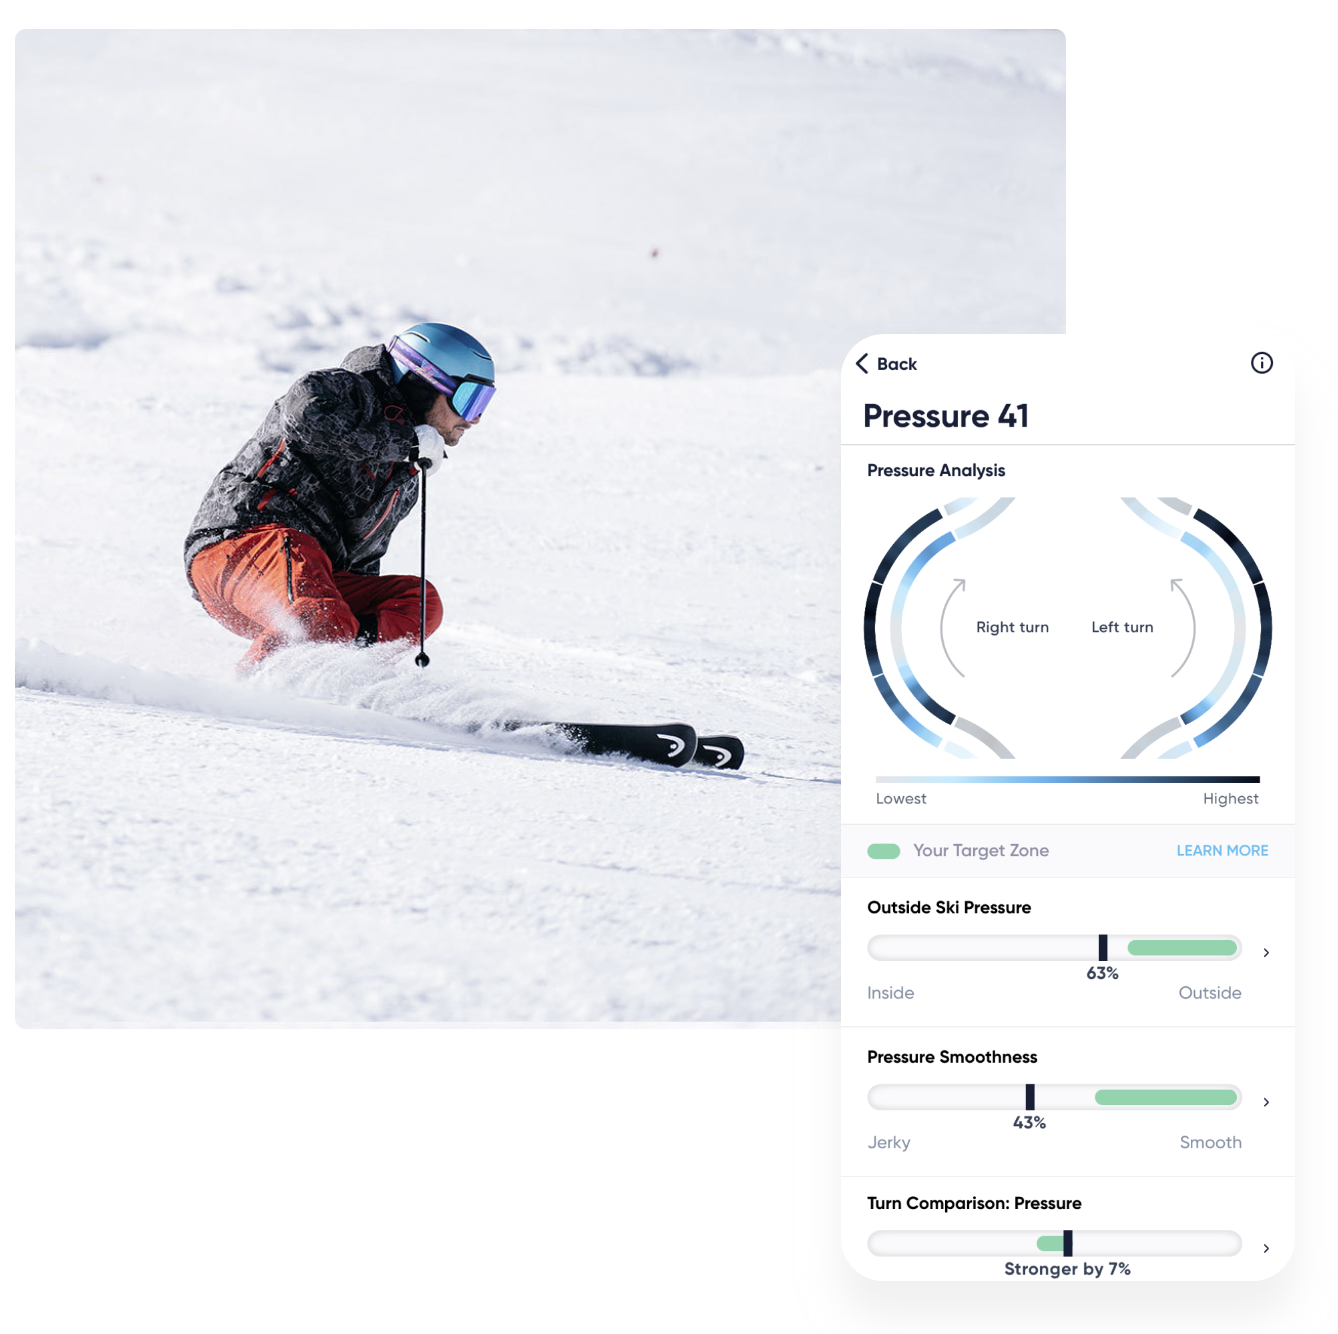 Back
Pressure 41
Pressure Analysis
Right turn
Left turn
Lowest
Highest
Your Target Zone
LEARN MORE
Outside Ski Pressure
63%
Inside
Outside
Pressure Smoothness
43%
Jerky
Smooth
Turn Comparison: Pressure
Stronger by 7%